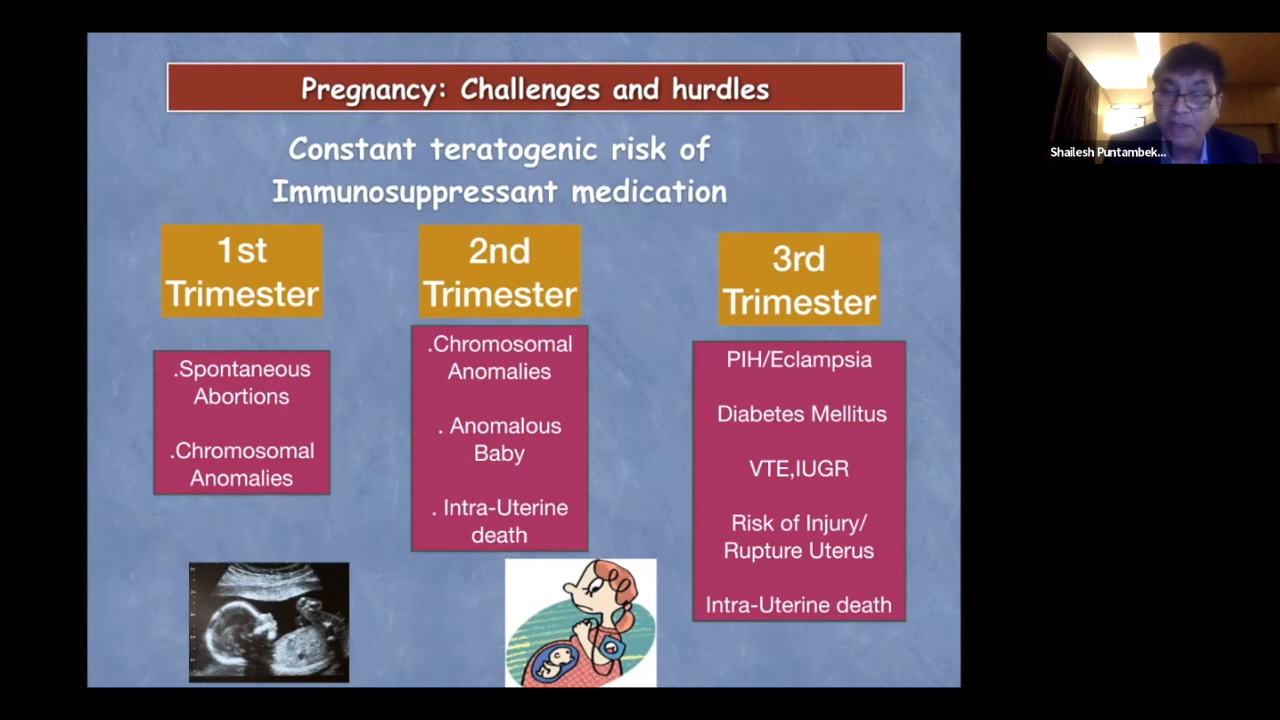 Pregnancy: Challenges and hurdles
Constant teratogenic risk of
Immunosuppressant medication
1st
Trimester
.Spontaneous
Abortions
.Chromosomal
Anomalies
2nd
Trimester
.Chromosomal
Anomalies
. Anomalous
Baby
. Intra-Uterine
death
3rd
Trimester
PIH/Eclampsia
Diabetes Mellitus
VTE,IUGR
Risk of Injury/
Rupture Uterus
Intra-Uterine death
Shailesh Puntambek...